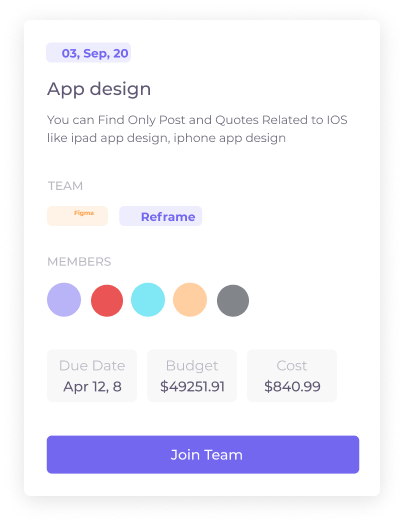 03, Sep, 20
App design
You can Find Only Post and Quotes Related to IOS
like ipad app design, iphone app design
TEAM
Figma Reframe
MEMBERS
Due Date Budget Cost
Apr 12, 8 $49251.91 $840.99
Join Team